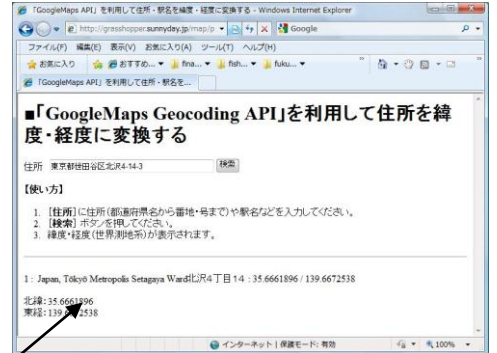 「GoogleMaps API」を利用して住所・駅名を緯度・経度に変換する - Windows Internet Explorer
http://grasshopper.sunnyday.jp/map/p
Google
ファイル(F) 編集(E) 表示(V) お気に入り(A) ツール(T) ヘルプ(H)
お気に入り おすすめ... fina... fish... fuku...
「GoogleMaps API」を利用して住所・駅名を...
■「GoogleMaps Geocoding API」を利用して住所を緯
度・経度に変換する
住所 東京都世田谷区北沢4-14-3 検索
【使い方】
1. [住所]に住所(都道府県名から番地・号まで)や駅名などを入力してください。
2. [検索] ボタンを押してください。
3. 緯度・経度(世界測地系)が表示されます。
1 : Japan, Tōkyō Metropolis Setagaya Ward北沢4丁目14 : 35.6661896 / 139.6672538
北緯:35.6661896
東経:139.6672538
インターネット | 保護モード: 有効 100%